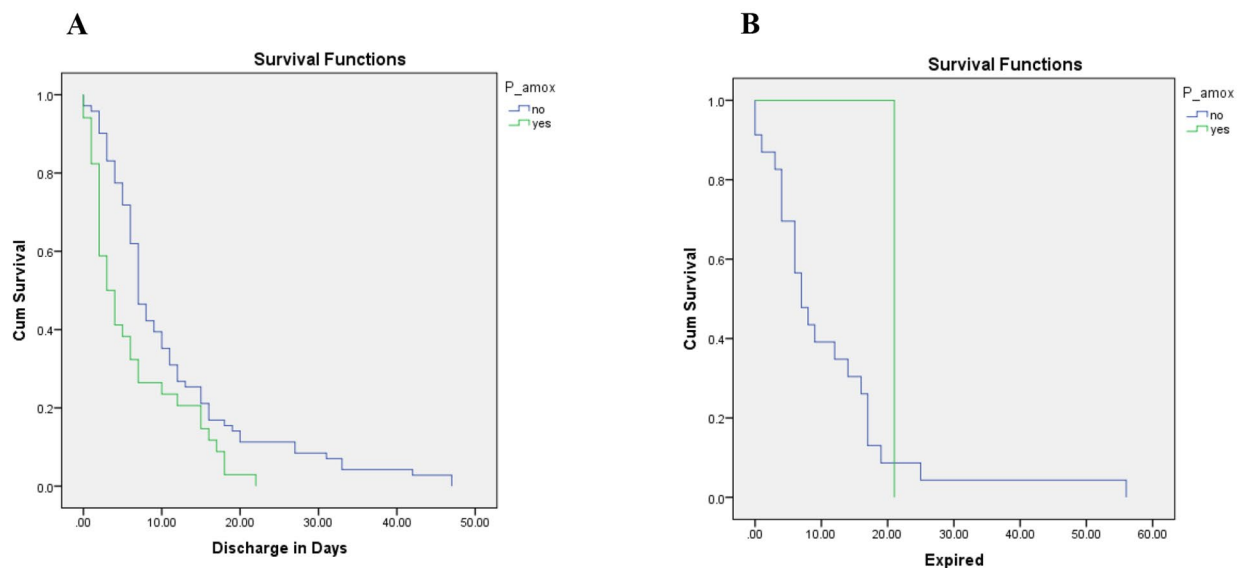 A
Survival Functions
P_amox
no
yes
1.0
0.8
0.6
0.4
0.2
0.0
Cum Survival
.00
10.00
20.00
30.00
40.00
50.00
Discharge in Days
B
Survival Functions
P_amox
no
yes
1.0
0.8
0.6
0.4
0.2
0.0
Cum Survival
.00
10.00
20.00
30.00
40.00
50.00
60.00
Expired